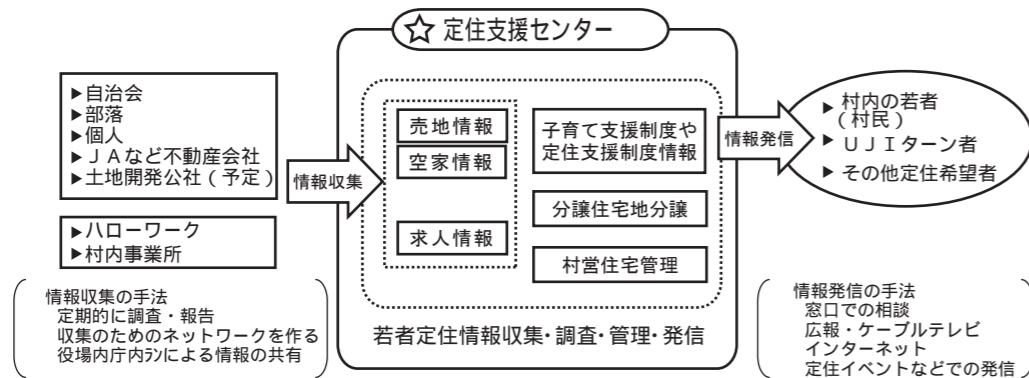 ☆ 定住支援センター
▶自治会
▶部落
▶個人
▶ＪＡなど不動産会社
▶土地開発公社（予定）
▶ハローワーク
▶村内事業所
情報収集
売地情報
空家情報
求人情報
子育て支援制度や
定住支援制度情報
分譲住宅地分譲
村営住宅管理
若者定住情報収集・調査・管理・発信
情報発信
▶ 村内の若者
（村民）
▶ ＵＪＩターン者
▶ その他定住希望者
情報収集の手法
定期的に調査・報告
収集のためのネットワークを作る
役場内庁内ﾗﾝによる情報の共有
情報発信の手法
窓口での相談
広報・ケーブルテレビ
インターネット
定住イベントなどでの発信